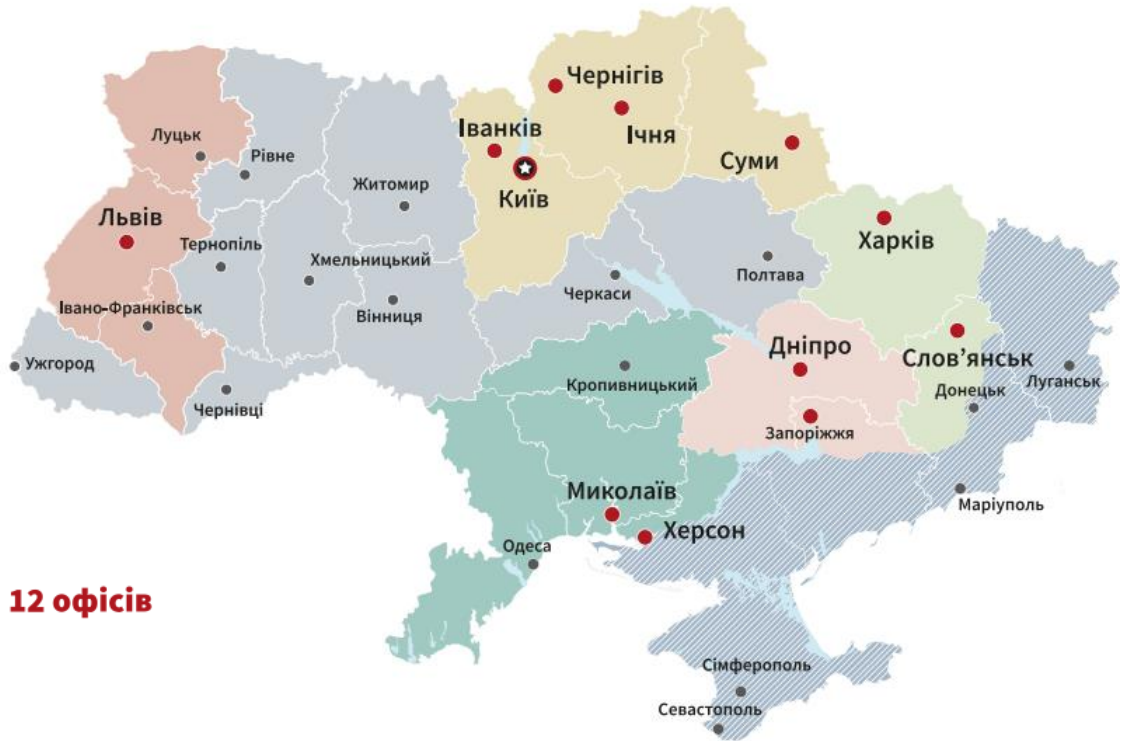 Чернігів
Іванків
Ічня
Луцьк
Рівне
Суми
Житомир
Київ
Львів
Харків
Тернопіль
Хмельницький
Полтава
Черкаси
Івано-Франківськ
Вінниця
Дніпро
Слов’янськ
Ужгород
Кропивницький
Луганськ
Донецьк
Чернівці
Запоріжжя
Миколаїв
Маріуполь
Херсон
Одеса
12 офісів
Сімферополь
Севастополь